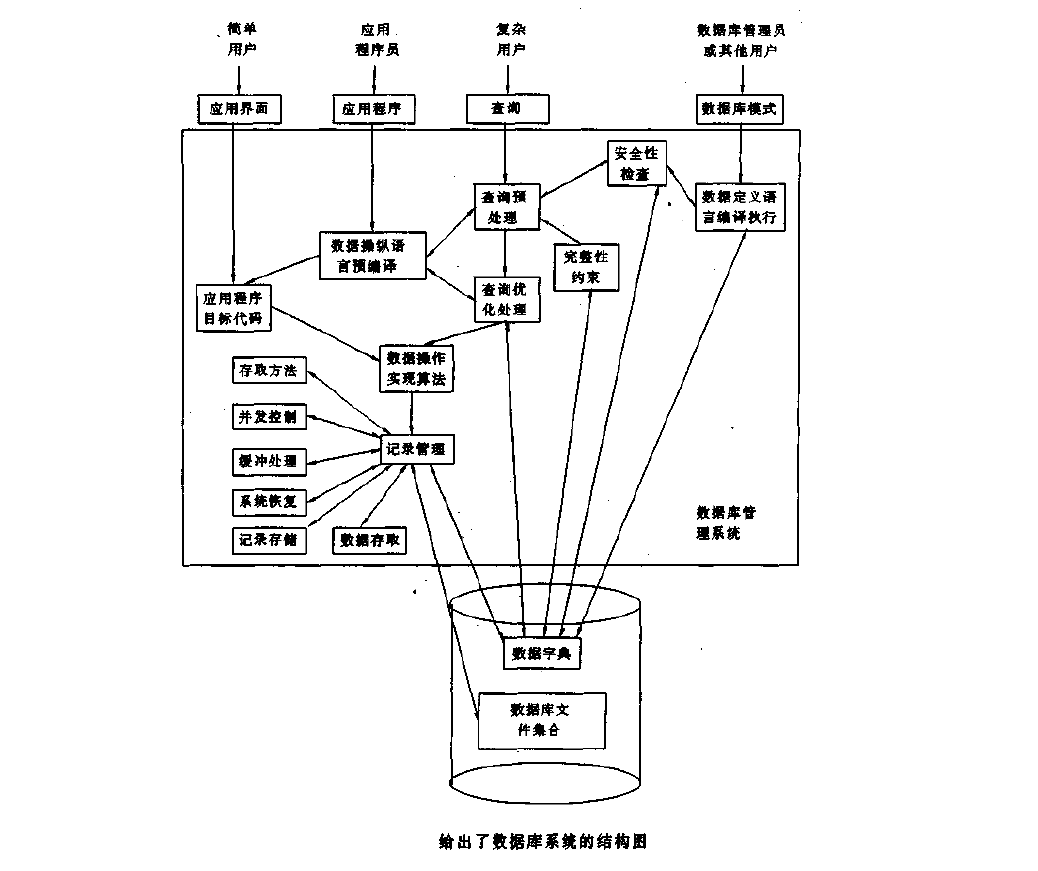 简单
用户
应用
程序员
复杂
用户
数据库管理员
或其他用户
应用界面
应用程序
查询
数据库模式
安全性
检查
查询预
处理
数据定义语
言编译执行
数据操纵语
言预编译
完整性
约束
应用程序
目标代码
查询优
化处理
数据操作
实现算法
存取方法
并发控制
记录管理
缓冲处理
系统恢复
记录存储
数据存取
数据库管
理系统
数据字典
数据库文
件集合
给出了数据库系统的结构图